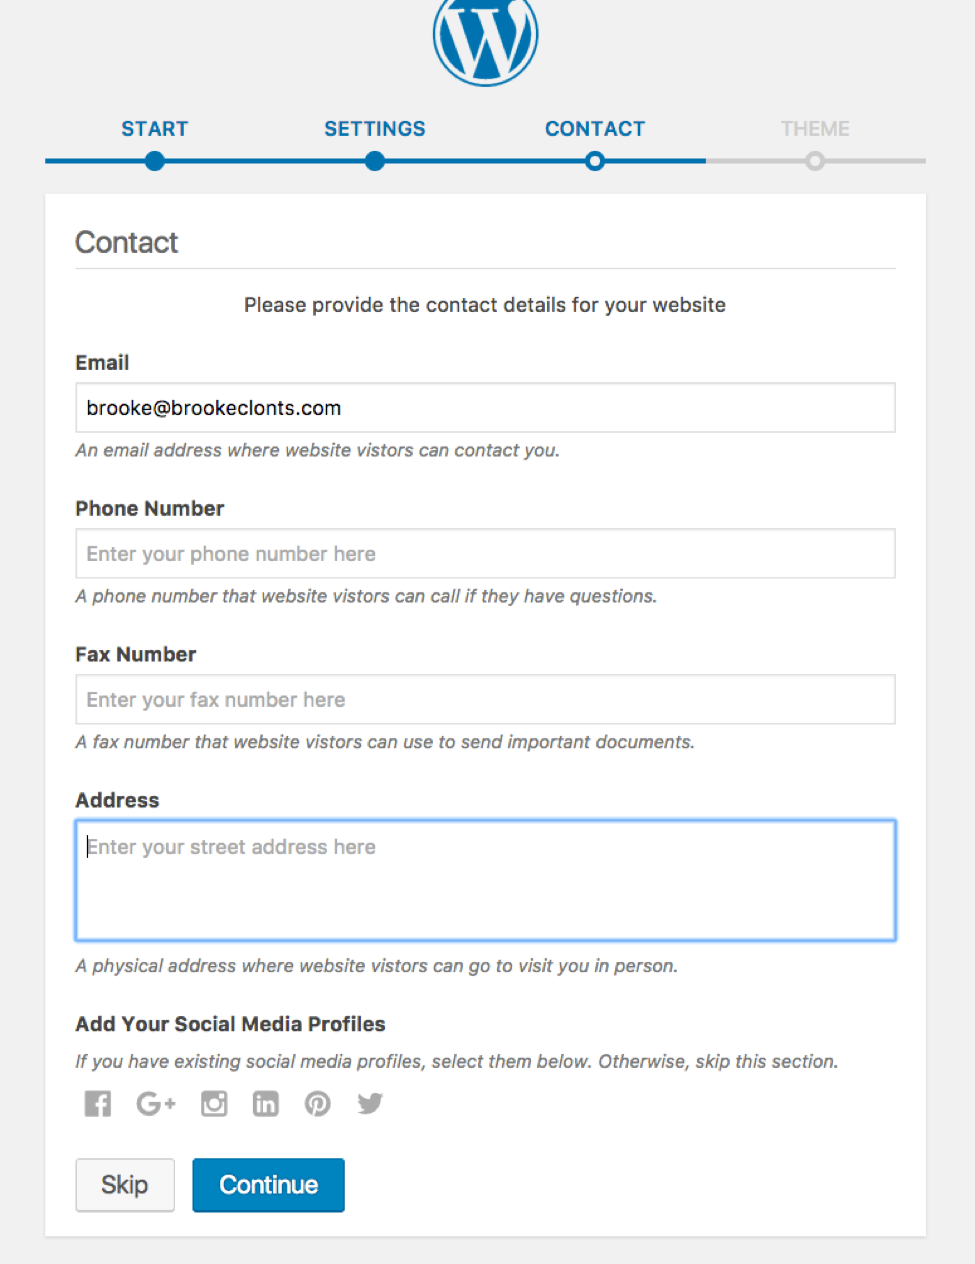 START SETTINGS CONTACT THEME
Contact
Please provide the contact details for your website
Email
brooke@brookeclonts.com
An email address where website vistors can contact you.
Phone Number
Enter your phone number here
A phone number that website vistors can call if they have questions.
Fax Number
Enter your fax number here
A fax number that website vistors can use to send important documents.
Address
Enter your street address here
A physical address where website vistors can go to visit you in person.
Add Your Social Media Profiles
If you have existing social media profiles, select them below. Otherwise, skip this section.
Skip Continue